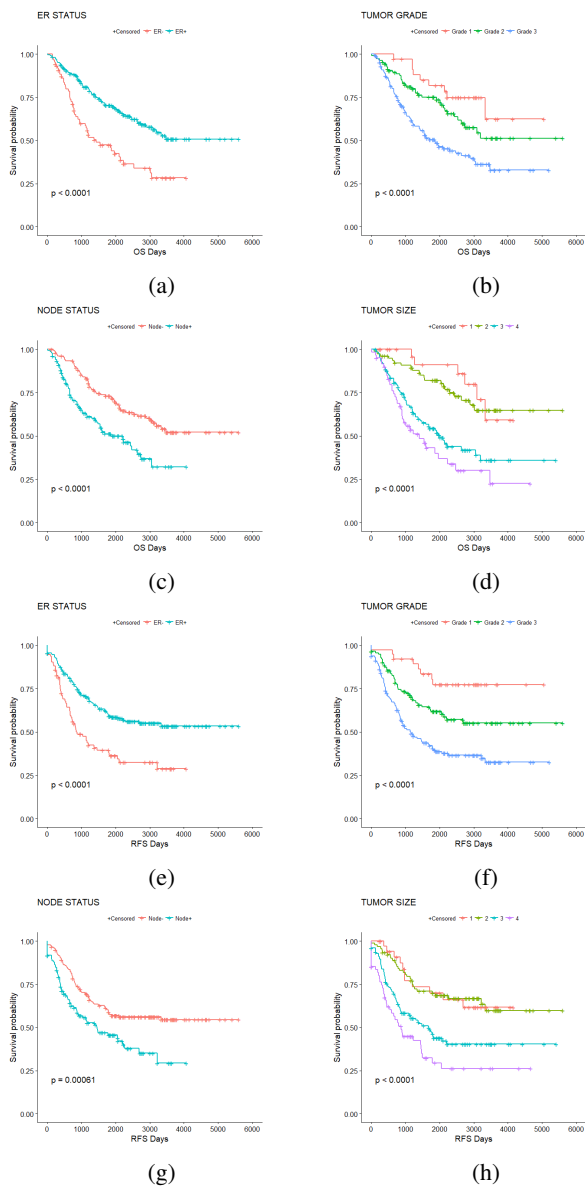 ER STATUS
+Censored ER- ER+
Survival probability
1.00
0.75
0.50
0.25
0.00
p < 0.0001
0 1000 2000 3000 4000 5000 6000
OS Days
(a)
TUMOR GRADE
+Censored Grade 1 Grade 2 Grade 3
Survival probability
1.00
0.75
0.50
0.25
0.00
p < 0.0001
0 1000 2000 3000 4000 5000 6000
OS Days
(b)
NODE STATUS
+Censored Node- Node+
Survival probability
1.00
0.75
0.50
0.25
0.00
p < 0.0001
0 1000 2000 3000 4000 5000 6000
OS Days
(c)
TUMOR SIZE
+Censored 1 2 3 4
Survival probability
1.00
0.75
0.50
0.25
0.00
p < 0.0001
0 1000 2000 3000 4000 5000 6000
OS Days
(d)
ER STATUS
+Censored ER- ER+
Survival probability
1.00
0.75
0.50
0.25
0.00
p < 0.0001
0 1000 2000 3000 4000 5000 6000
RFS Days
(e)
TUMOR GRADE
+Censored Grade 1 Grade 2 Grade 3
Survival probability
1.00
0.75
0.50
0.25
0.00
p < 0.0001
0 1000 2000 3000 4000 5000 6000
RFS Days
(f)
NODE STATUS
+Censored Node- Node+
Survival probability
1.00
0.75
0.50
0.25
0.00
p = 0.00061
0 1000 2000 3000 4000 5000 6000
RFS Days
(g)
TUMOR SIZE
+Censored 1 2 3 4
Survival probability
1.00
0.75
0.50
0.25
0.00
p < 0.0001
0 1000 2000 3000 4000 5000 6000
RFS Days
(h)